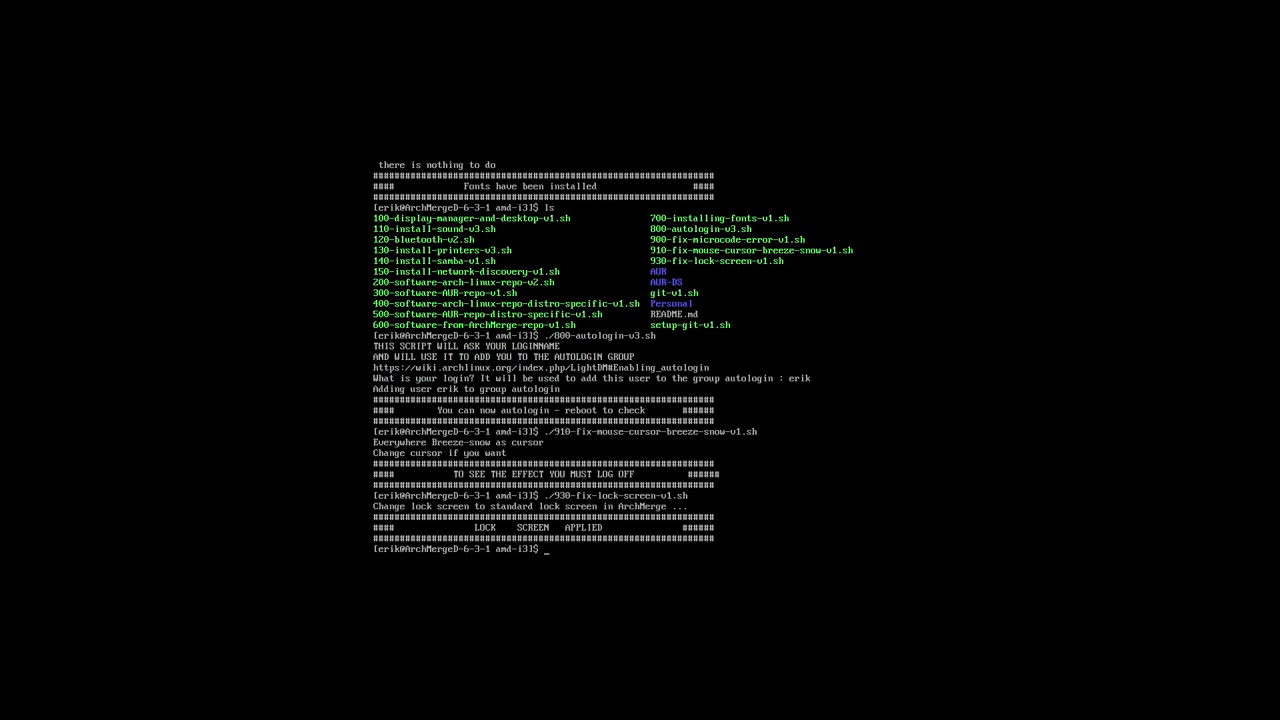 there is nothing to do
################################################################
####             Fonts have been installed                  ####
################################################################
[erik@ArchMergeD-6-3-1 amd-i3]$ ls
100-display-manager-and-desktop-v1.sh               700-installing-fonts-v1.sh
110-install-sound-v3.sh                             800-autologin-v3.sh
120-bluetooth-v2.sh                                 900-fix-microcode-error-v1.sh
130-install-printers-v3.sh                          910-fix-mouse-cursor-breeze-snow-v1.sh
140-install-samba-v1.sh                             930-fix-lock-screen-v1.sh
150-install-network-discovery-v1.sh                 AUR
200-software-arch-linux-repo-v2.sh                  AUR-DS
300-software-AUR-repo-v1.sh                         git-v1.sh
400-software-arch-linux-repo-distro-specific-v1.sh  Personal
500-software-AUR-repo-distro-specific-v1.sh         README.md
600-software-from-ArchMerge-repo-v1.sh              setup-git-v1.sh
[erik@ArchMergeD-6-3-1 amd-i3]$ ./800-autologin-v3.sh
THIS SCRIPT WILL ASK YOUR LOGINNAME
AND WILL USE IT TO ADD YOU TO THE AUTOLOGIN GROUP
https://wiki.archlinux.org/index.php/LightDM#Enabling_autologin
What is your login? It will be used to add this user to the group autologin : erik
Adding user erik to group autologin
################################################################
####        You can now autologin - reboot to check       ######
################################################################
[erik@ArchMergeD-6-3-1 amd-i3]$ ./910-fix-mouse-cursor-breeze-snow-v1.sh
Everywhere Breeze-snow as cursor
Change cursor if you want
################################################################
####           TO SEE THE EFFECT YOU MUST LOG OFF          ######
################################################################
[erik@ArchMergeD-6-3-1 amd-i3]$ ./930-fix-lock-screen-v1.sh
Change lock screen to standard lock screen in ArchMerge ...
################################################################
####               LOCK    SCREEN   APPLIED               ######
################################################################
[erik@ArchMergeD-6-3-1 amd-i3]$ _